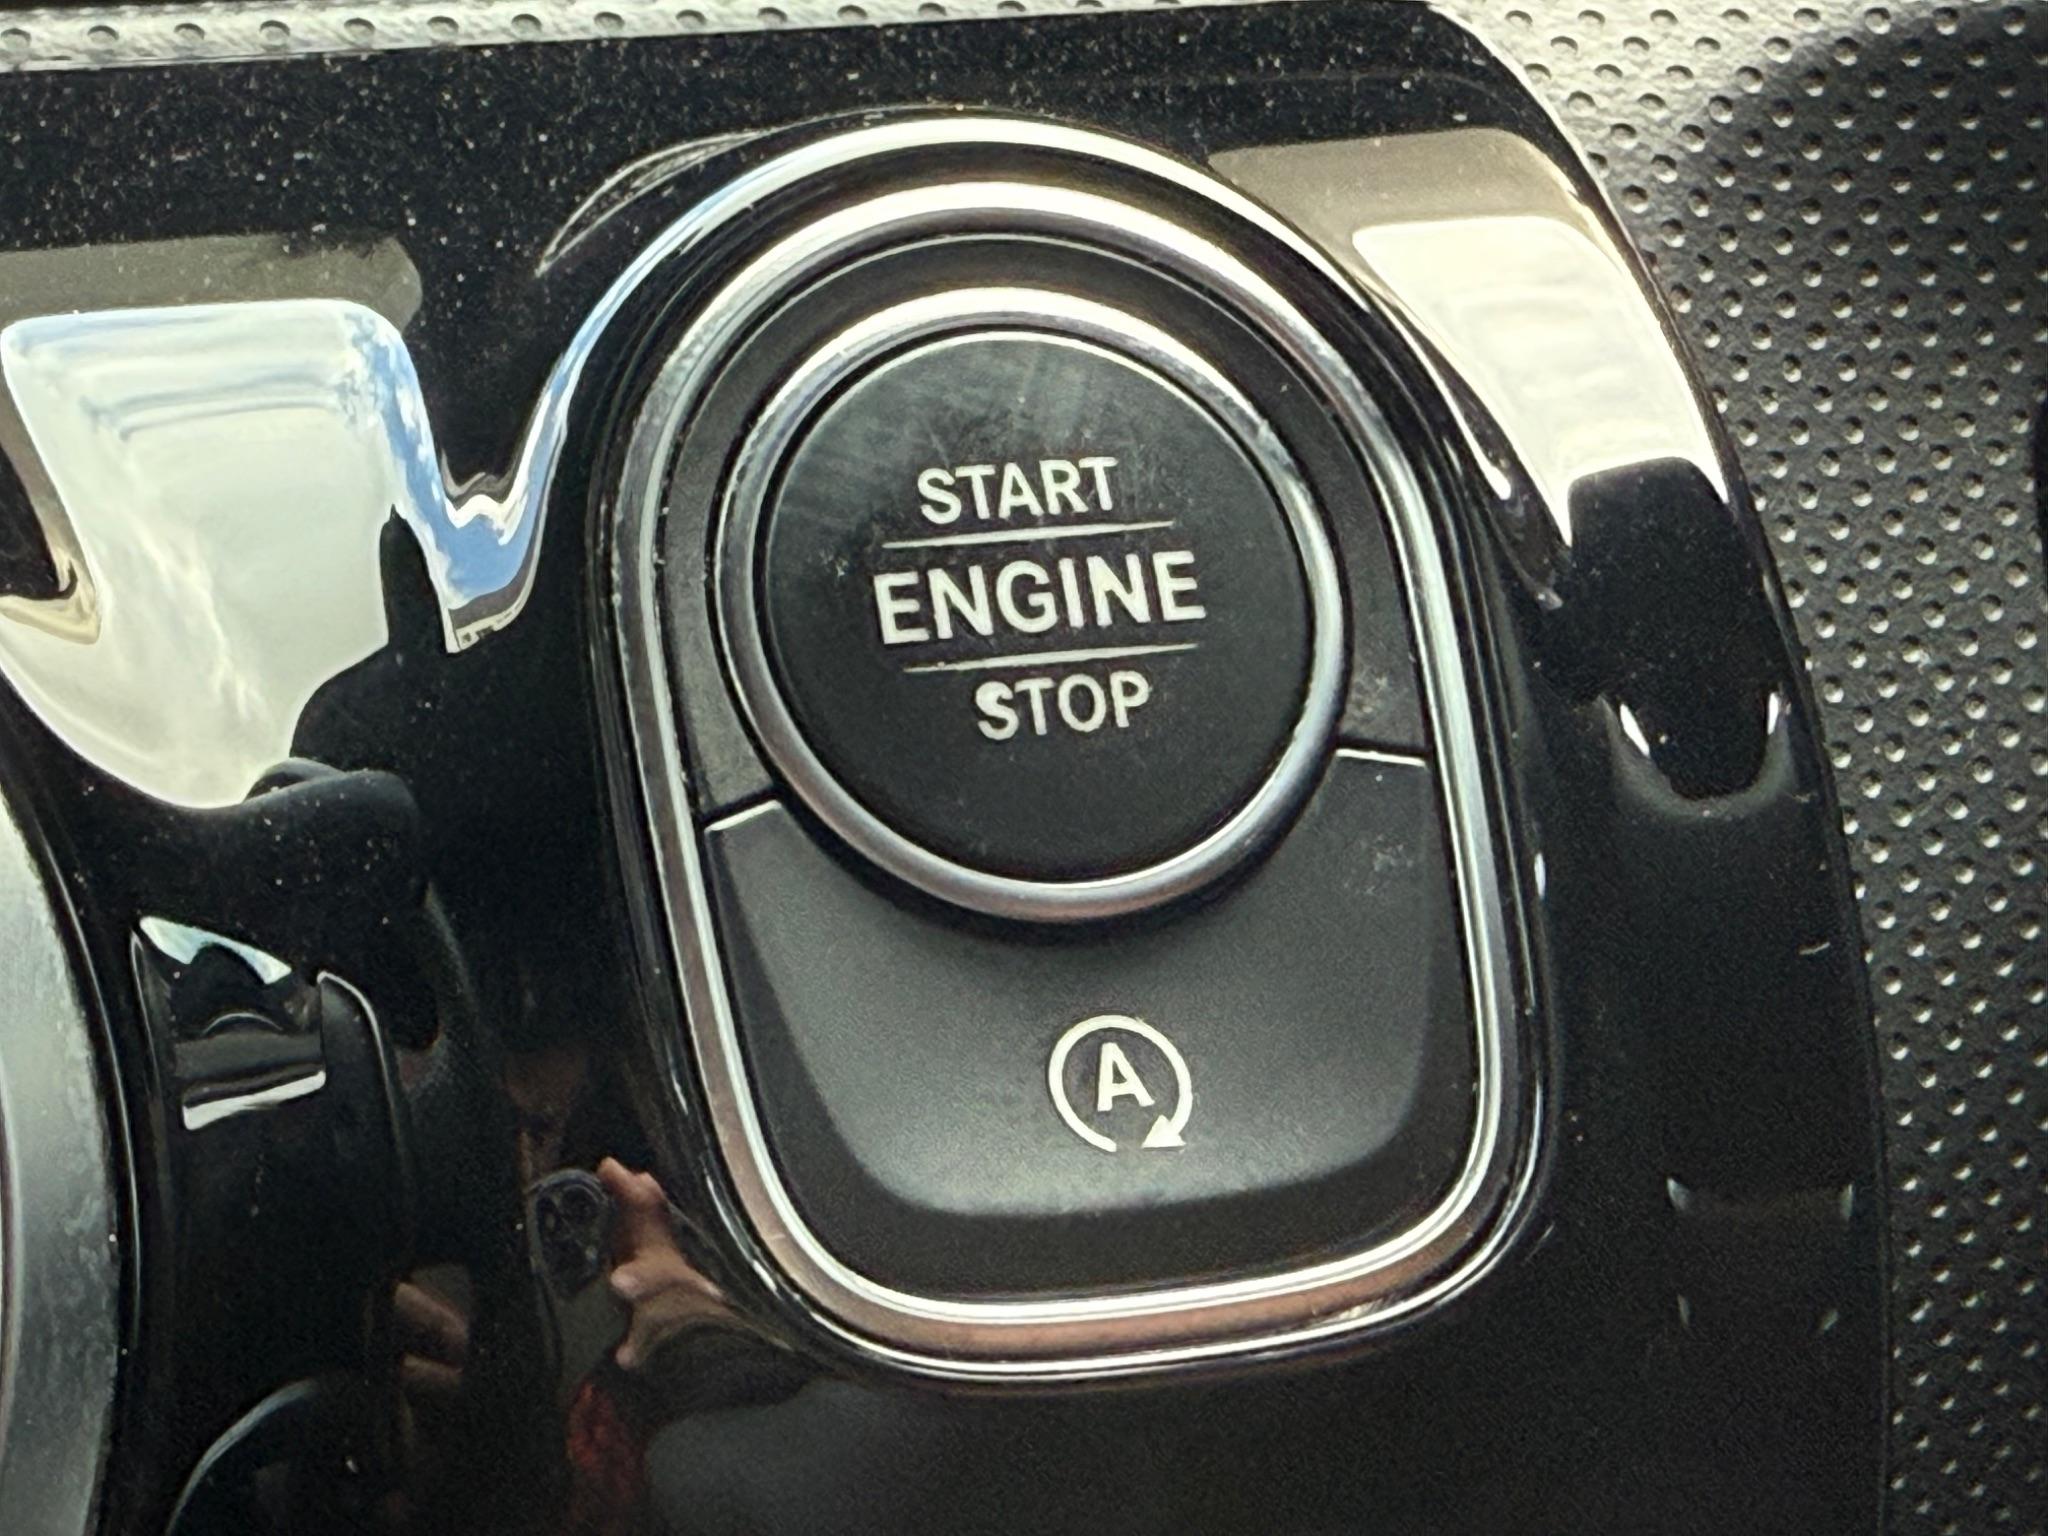 START
ENGINE
STOP
A